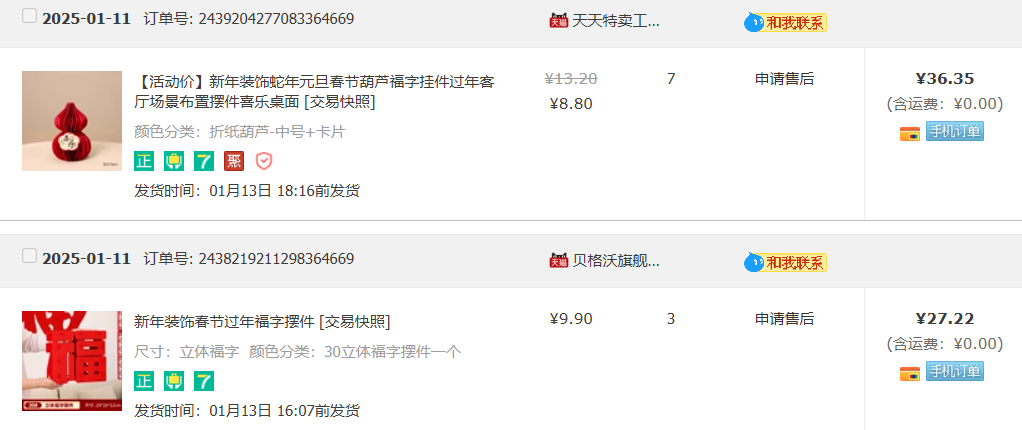 2025-01-11 订单号: 2439204277083364669 天猫 天天特卖工... 和我联系
【活动价】新年装饰蛇年元旦春节葫芦福字挂件过年客 ¥13.20 7 申请售后 ¥36.35
厅场景布置摆件喜乐桌面 [交易快照] ¥8.80 (含运费: ¥0.00)
颜色分类: 折纸葫芦-中号+卡片 手机订单
正 7 聚
发货时间: 01月13日 18:16前发货
2025-01-11 订单号: 2438219211298364669 天猫 贝格沃旗舰... 和我联系
新年装饰春节过年福字摆件 [交易快照] ¥9.90 3 申请售后 ¥27.22
(含运费: ¥0.00)
尺寸: 立体福字 颜色分类: 30立体福字摆件一个
福
手机订单
正 7
立体福字摆件
发货时间: 01月13日 16:07前发货